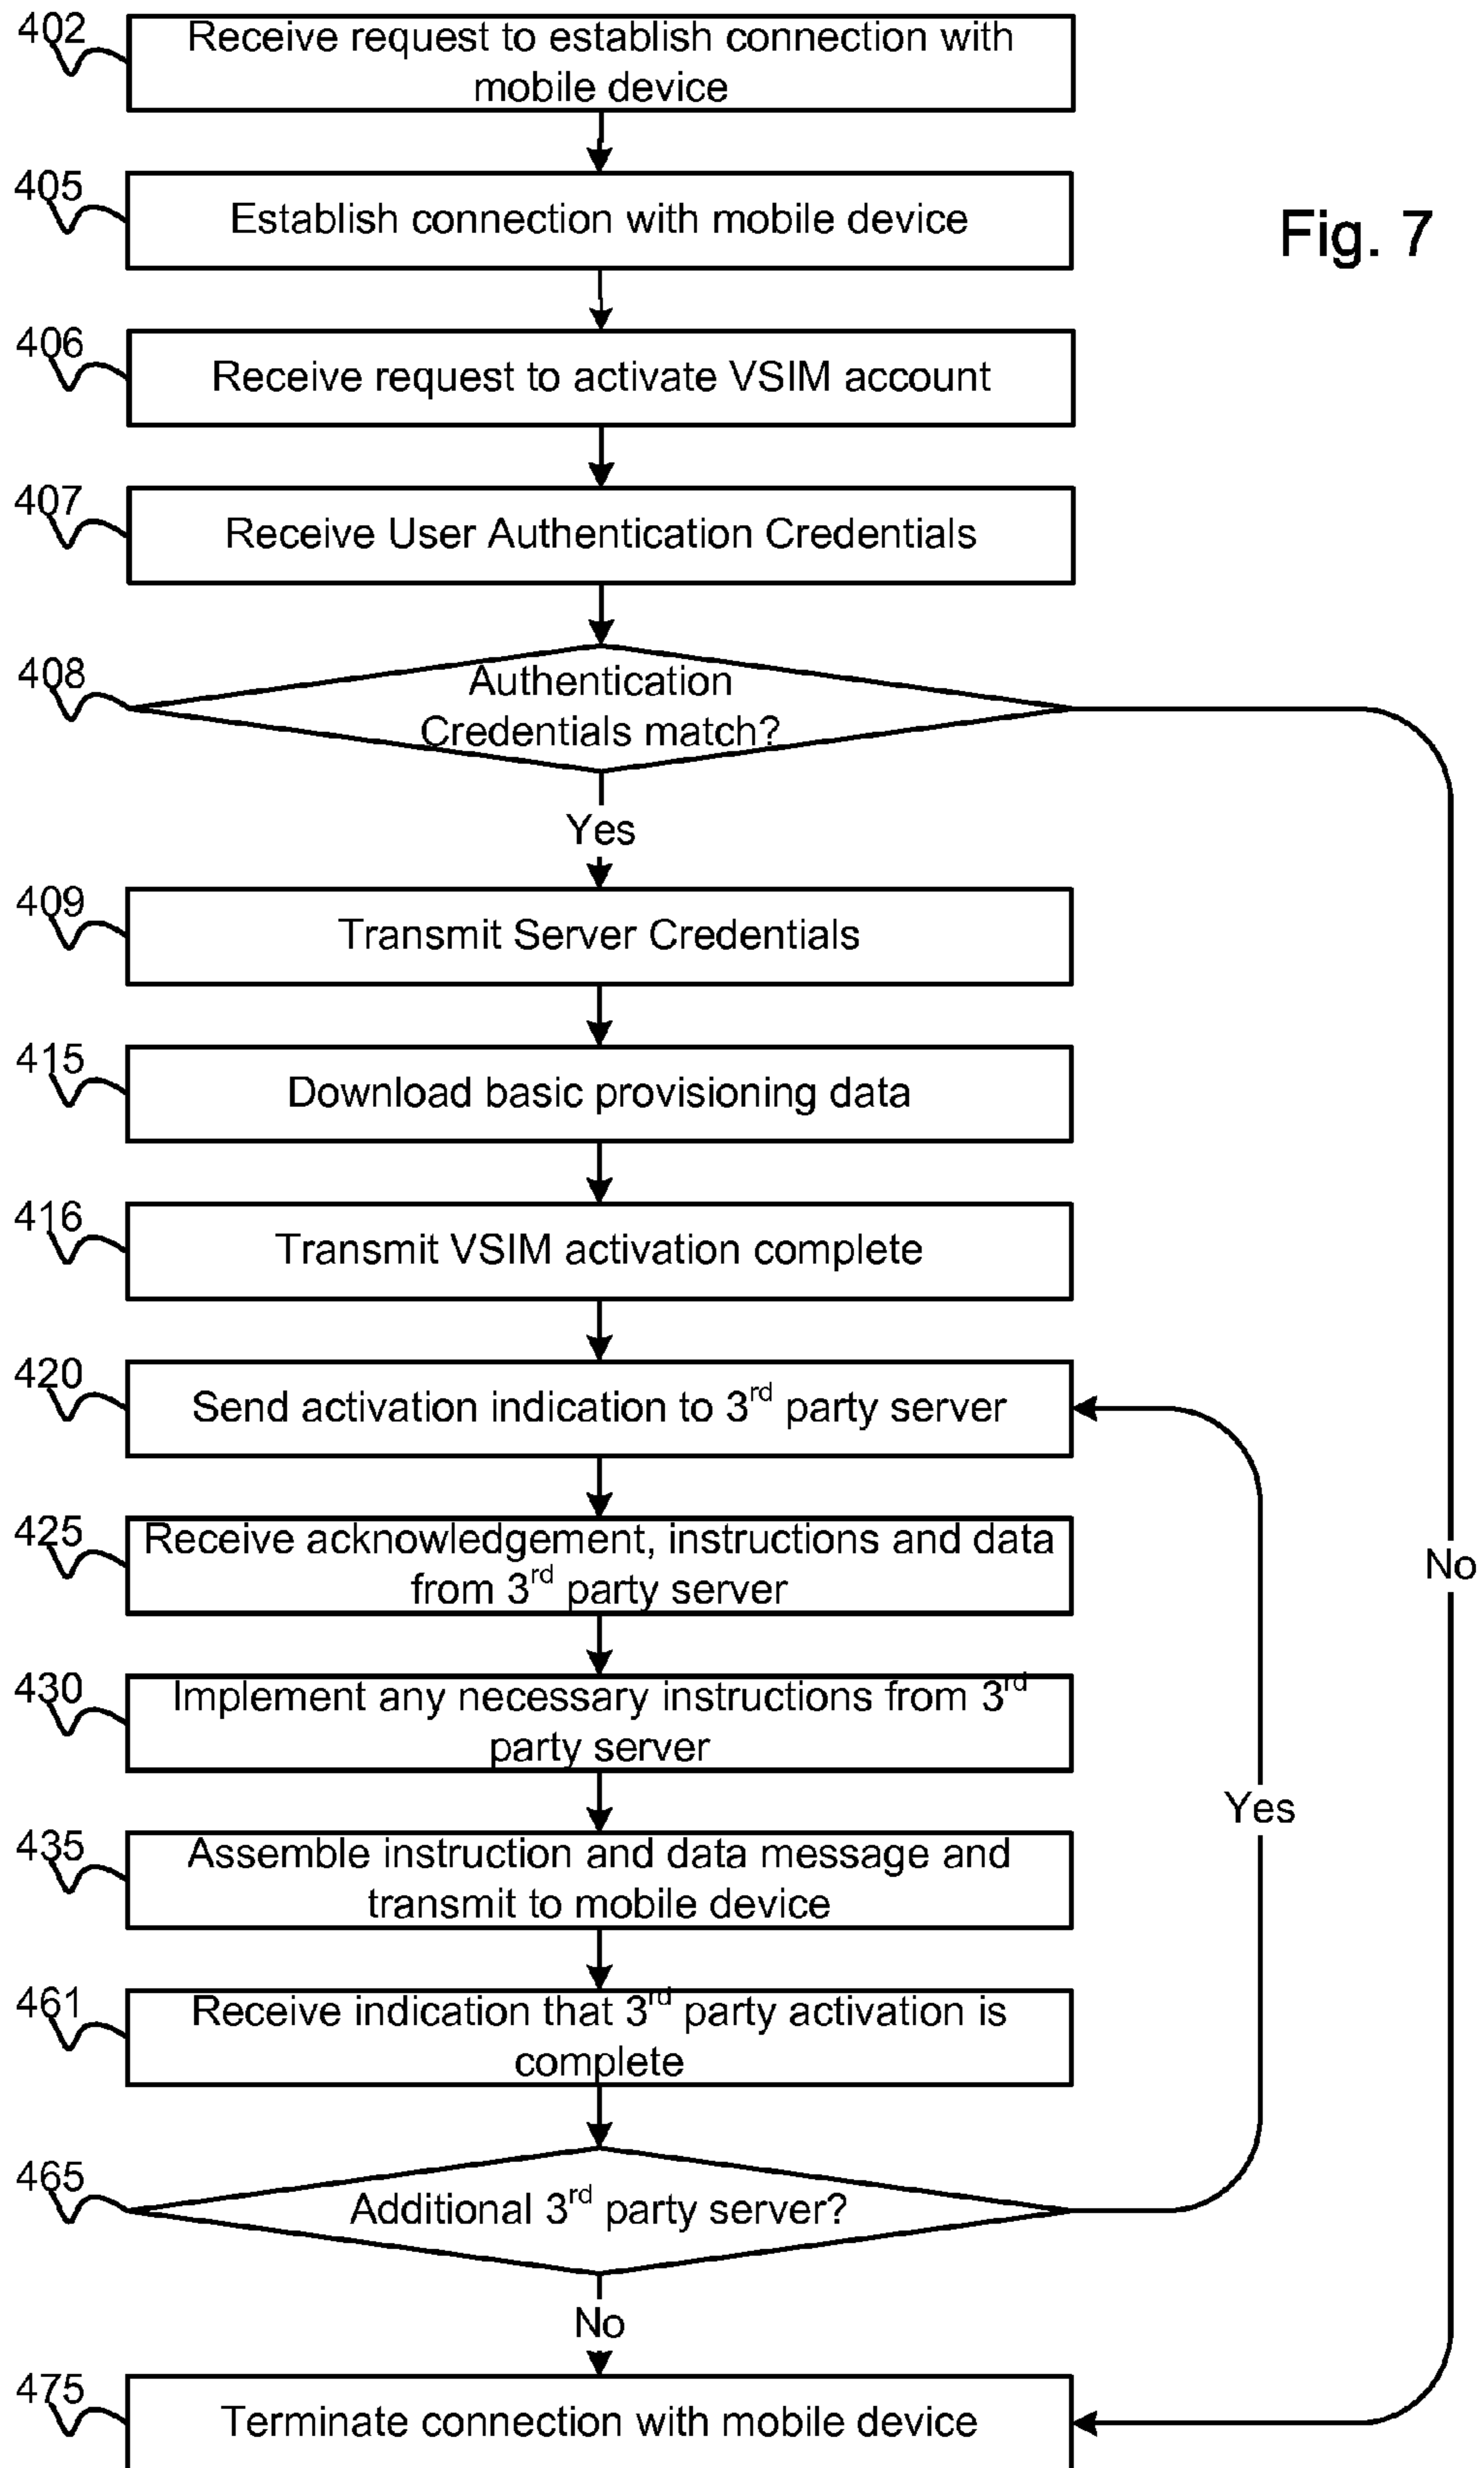 402
Receive request to establish connection with
mobile device
405
Establish connection with mobile device
Fig. 7
406
Receive request to activate VSIM account
407
Receive User Authentication Credentials
408
Authentication
Credentials match?
Yes
409
Transmit Server Credentials
415
Download basic provisioning data
416
Transmit VSIM activation complete
420
Send activation indication to 3rd party server
425
Receive acknowledgement, instructions and data
from 3rd party server
No
430
Implement any necessary instructions from 3rd
party server
Yes
435
Assemble instruction and data message and
transmit to mobile device
461
Receive indication that 3rd party activation is
complete
465
Additional 3rd party server?
No
475
Terminate connection with mobile device